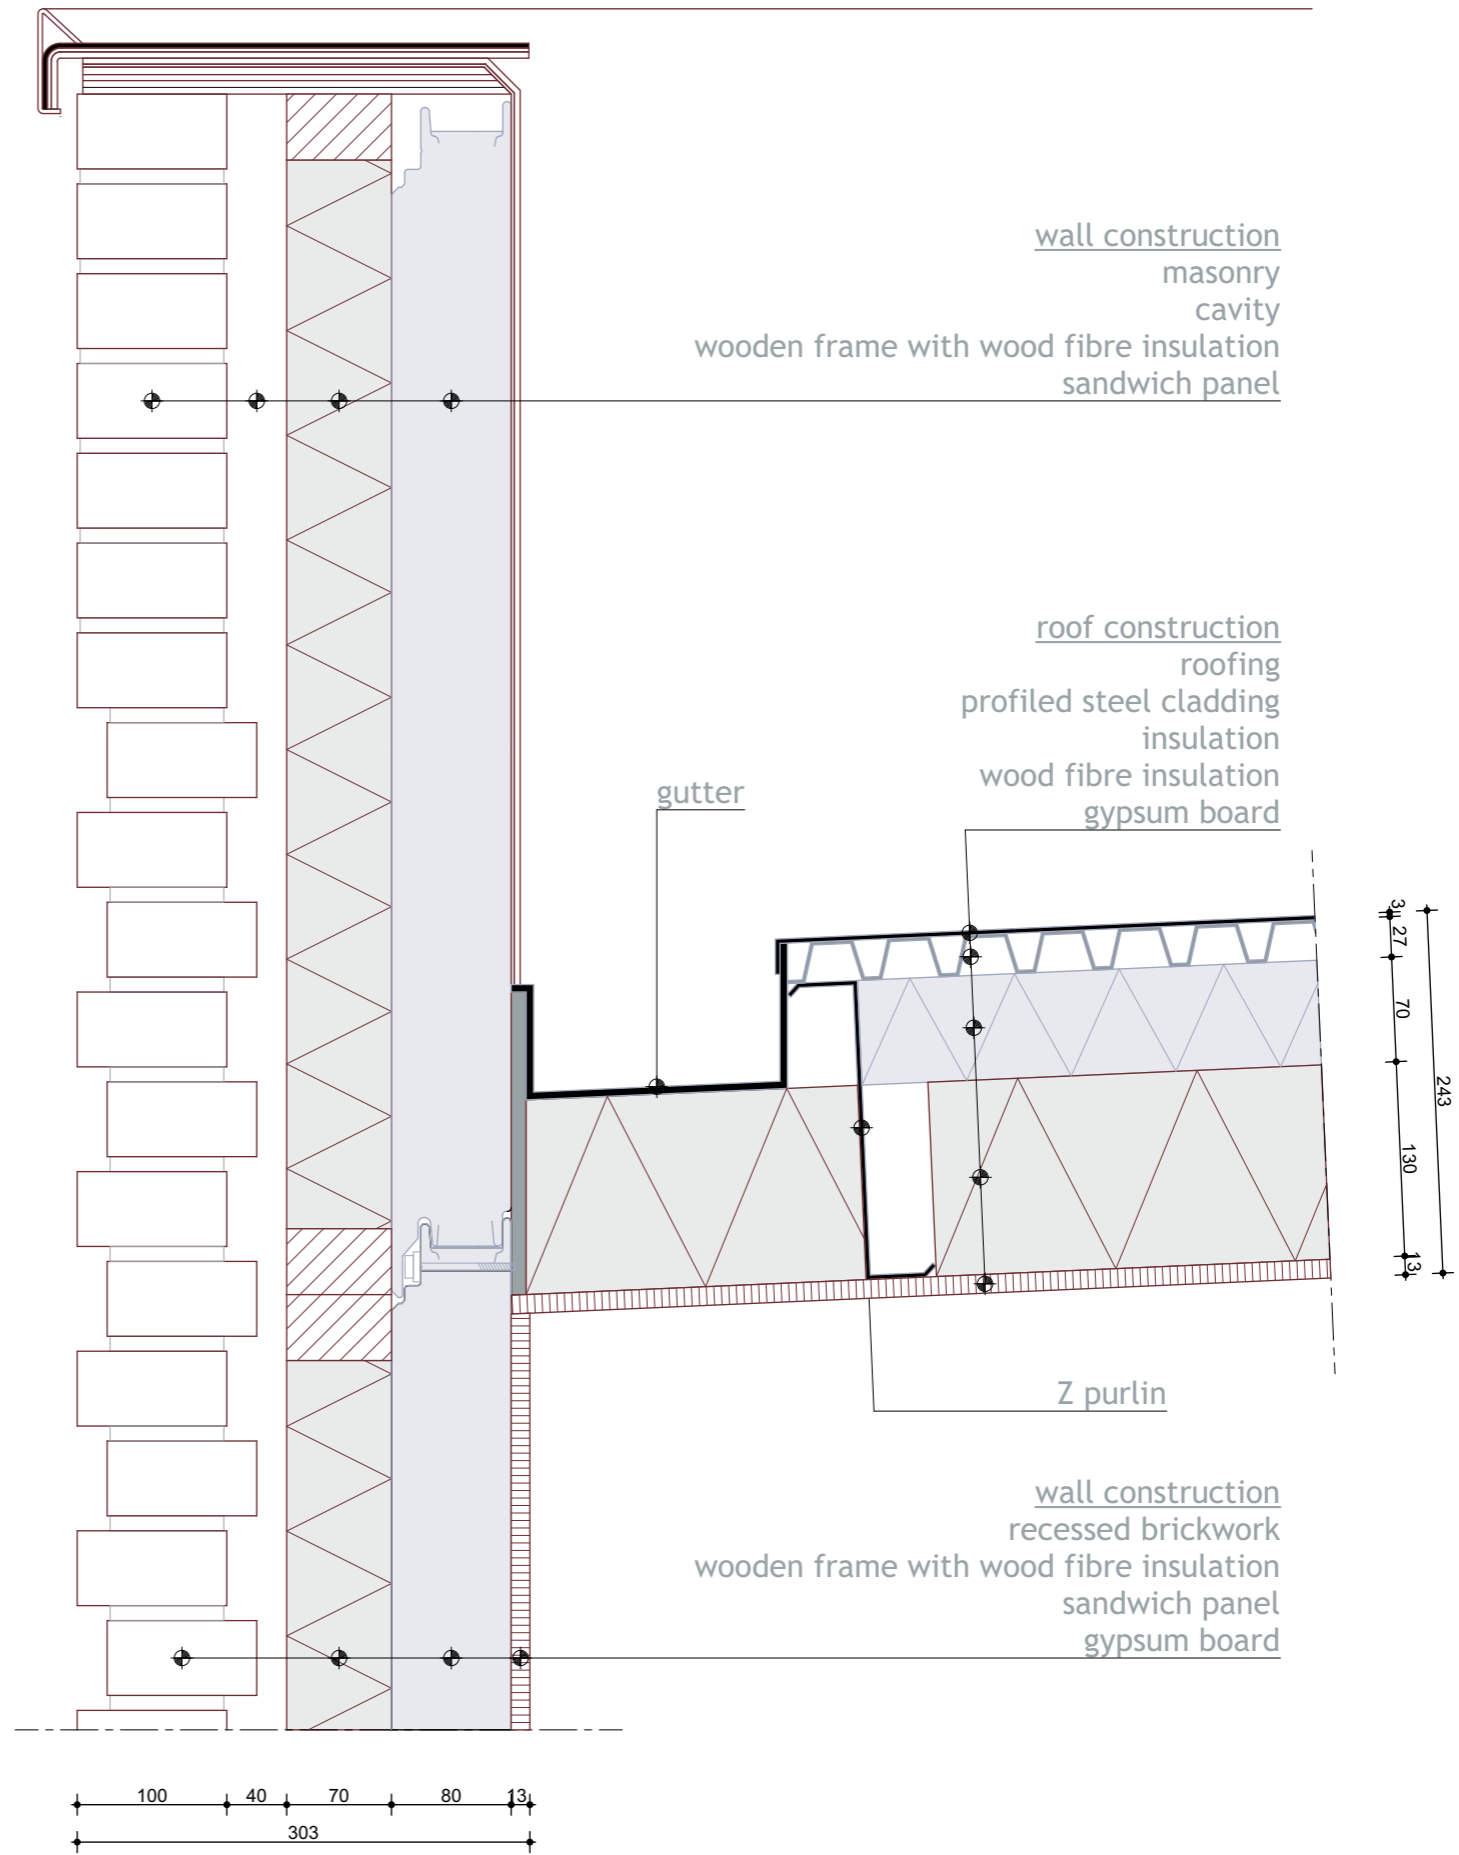 wall construction
masonry
cavity
wooden frame with wood fibre insulation
sandwich panel
roof construction
roofing
profiled steel cladding
insulation
wood fibre insulation
gypsum board
gutter
3
27
70
243
130
13
Z purlin
wall construction
recessed brickwork
wooden frame with wood fibre insulation
sandwich panel
gypsum board
100 40 70 80 13
303